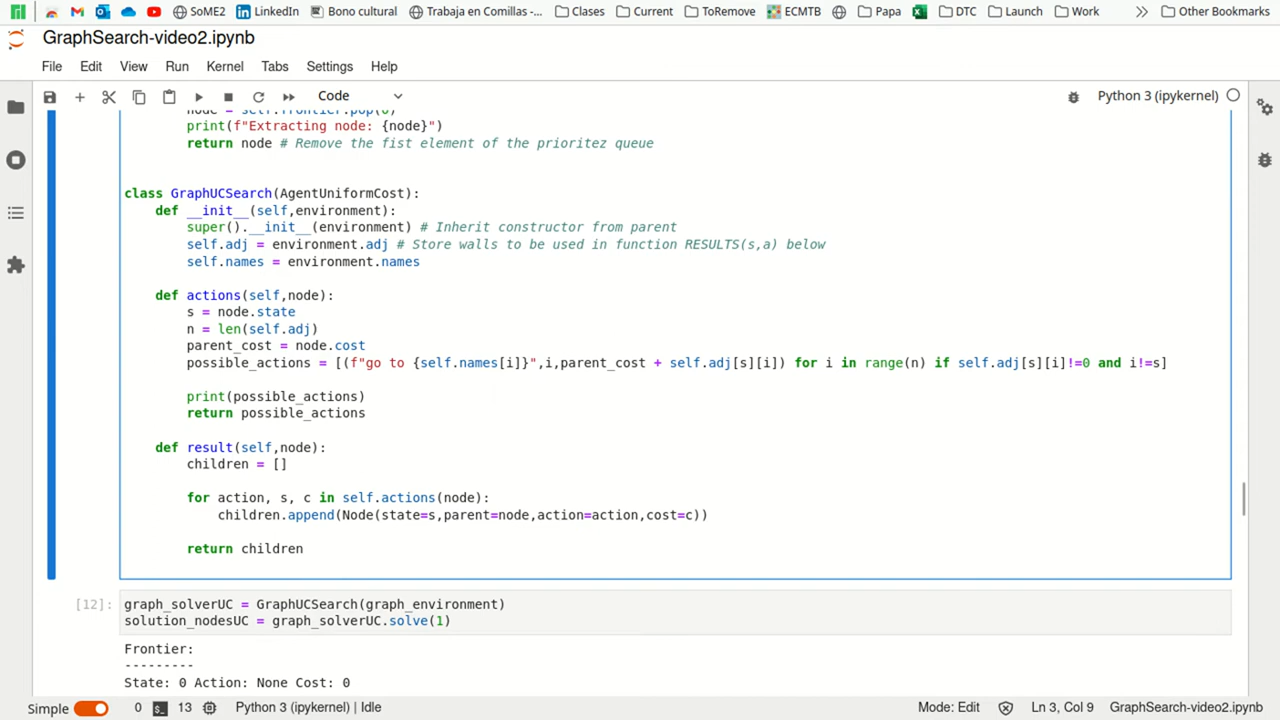 SoME2 LinkedIn Bono cultural Trabaja en Comillas -... Clases Current ToRemove ECMTB Papa DTC Launch Work Other Bookmarks
GraphSearch-video2.ipynb
File Edit View Run Kernel Tabs Settings Help
Code Python 3 (ipykernel)
node = self.frontier.pop(0)
print(f"Extracting node: {node}")
return node # Remove the fist element of the prioritez queue
class GraphUCSearch(AgentUniformCost):
def __init__(self,environment):
super().__init__(environment) # Inherit constructor from parent
self.adj = environment.adj # Store walls to be used in function RESULTS(s,a) below
self.names = environment.names
def actions(self,node):
s = node.state
n = len(self.adj)
parent_cost = node.cost
possible_actions = [(f"go to {self.names[i]}",i,parent_cost + self.adj[s][i]) for i in range(n) if self.adj[s][i]!=0 and i!=s]
print(possible_actions)
return possible_actions
def result(self,node):
children = []
for action, s, c in self.actions(node):
children.append(Node(state=s,parent=node,action=action,cost=c))
return children
[12]: graph_solverUC = GraphUCSearch(graph_environment)
solution_nodesUC = graph_solverUC.solve(1)
Frontier:
---------
State: 0 Action: None Cost: 0
Simple 0 13 Python 3 (ipykernel) | Idle Mode: Edit Ln 3, Col 9 GraphSearch-video2.ipynb